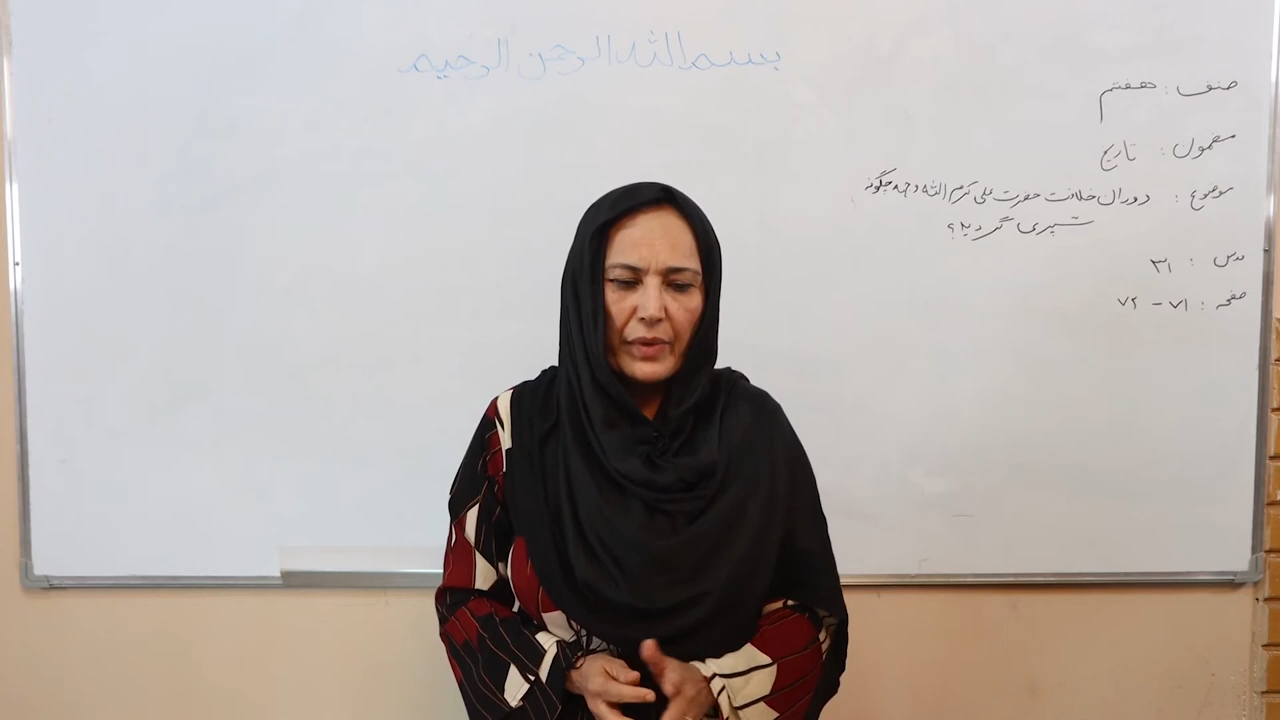 بسم الله الرحمن الرحیم
صنف : هفتم
مضمون : تاریخ
موضوع : دوران خلافت حضرت علی کرم الله وجهه چگونه
سپری گردید؟
درس : ۳۱
صفحه : ۷۱ - ۷۲